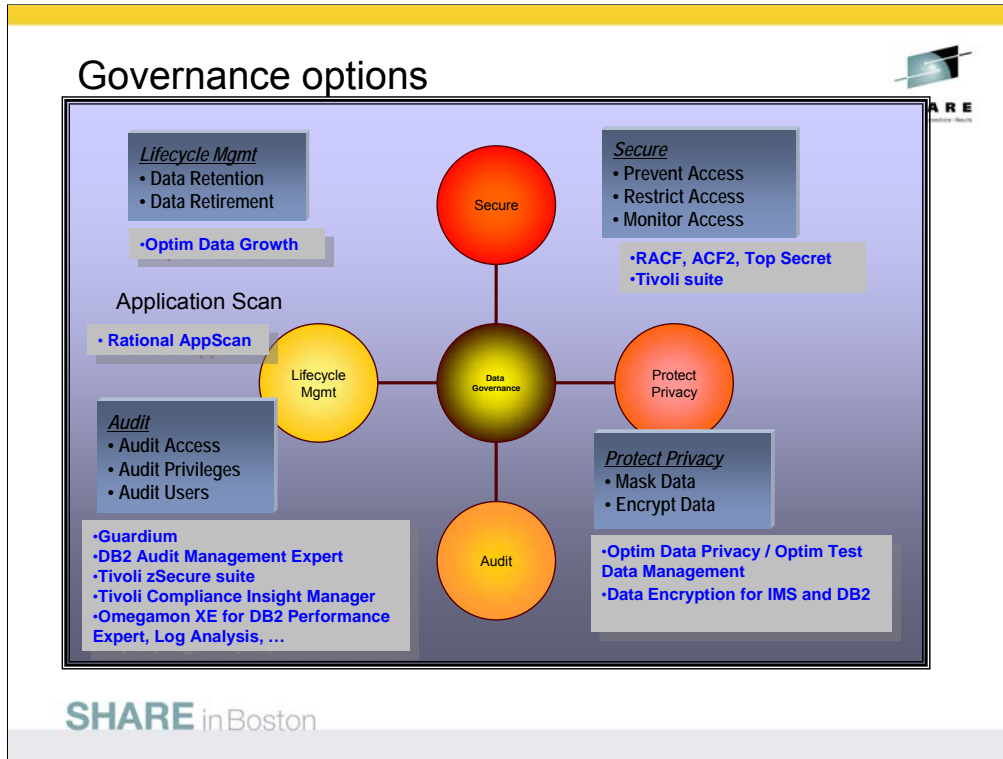 Governance options
ARE
Lifecycle Mgmt
• Data Retention
• Data Retirement
•Optim Data Growth
Application Scan
• Rational AppScan
Secure
Secure
• Prevent Access
• Restrict Access
• Monitor Access
•RACF, ACF2, Top Secret
•Tivoli suite
Lifecycle
Mgmt
Data
Governance
Protect
Privacy
Audit
• Audit Access
• Audit Privileges
• Audit Users
•Guardium
•DB2 Audit Management Expert
•Tivoli zSecure suite
•Tivoli Compliance Insight Manager
•Omegamon XE for DB2 Performance
Expert, Log Analysis, …
Audit
Protect Privacy
• Mask Data
• Encrypt Data
•Optim Data Privacy / Optim Test
Data Management
•Data Encryption for IMS and DB2
SHARE in Boston